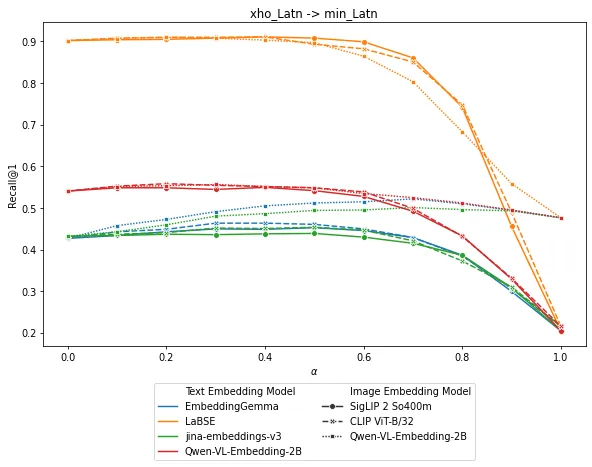 xho_Latn -> min_Latn
Recall@1
0.9
0.8
0.7
0.6
0.5
0.4
0.3
0.2
0.0 0.2 0.4 0.6 0.8 1.0
α
Text Embedding Model Image Embedding Model
EmbeddingGemma SigLIP 2 So400m
LaBSE CLIP ViT-B/32
jina-embeddings-v3 Qwen-VL-Embedding-2B
Qwen-VL-Embedding-2B